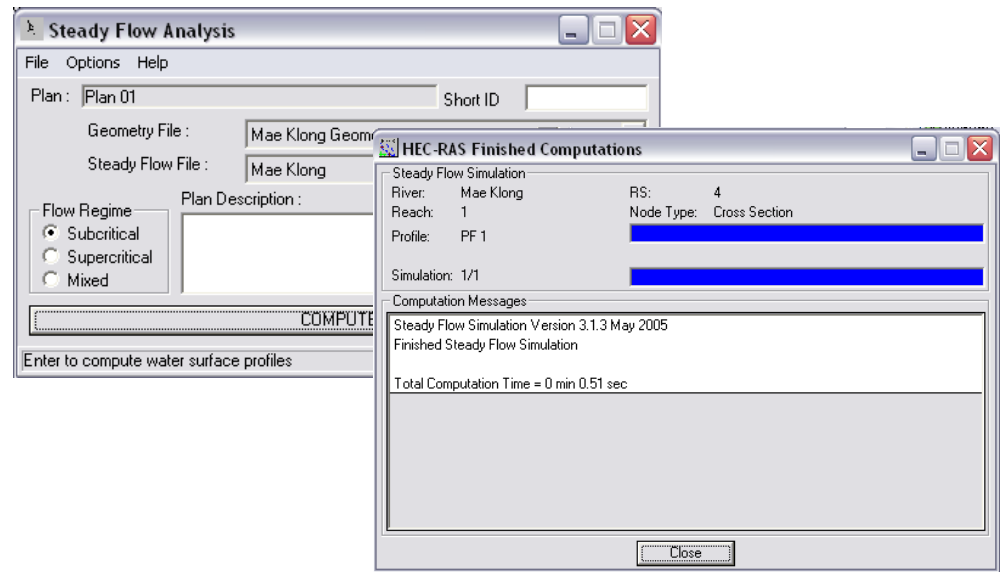 Steady Flow Analysis
File Options Help
Plan : Plan 01 Short ID
Geometry File : Mae Klong Geom
Steady Flow File : Mae Klong
Flow Regime
Subcritical
Supercritical
Mixed
Plan Description :
COMPUTE
Enter to compute water surface profiles
HEC-RAS Finished Computations
Steady Flow Simulation
River: Mae Klong RS: 4
Reach: 1 Node Type: Cross Section
Profile: PF 1
Simulation: 1/1
Computation Messages
Steady Flow Simulation Version 3.1.3 May 2005
Finished Steady Flow Simulation
Total Computation Time = 0 min 0.51 sec
Close